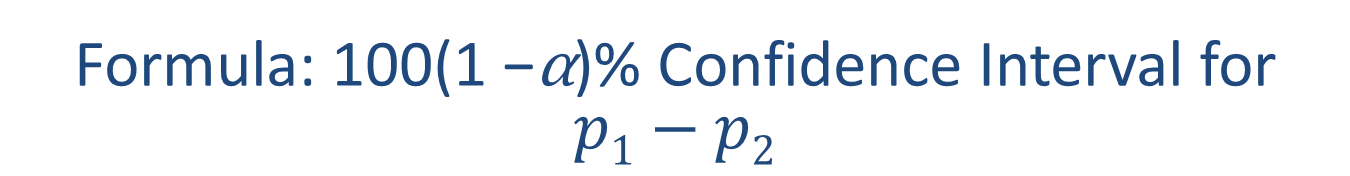 Formula: 100(1 −α)% Confidence Interval for
p₁ − p₂